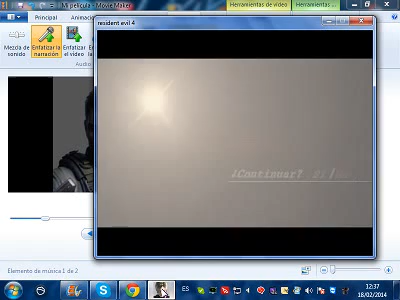 Mi película - Movie Maker
Herramientas de vídeo
Herramientas ...
Principal
Animacion
Mezcla de
sonido
Enfatizar la
narración
Enfatizar
el vídeo
Audio
resident evil 4
¿Continuar?
Elemento de música 1 de 2
ES
12:37
18/02/2014